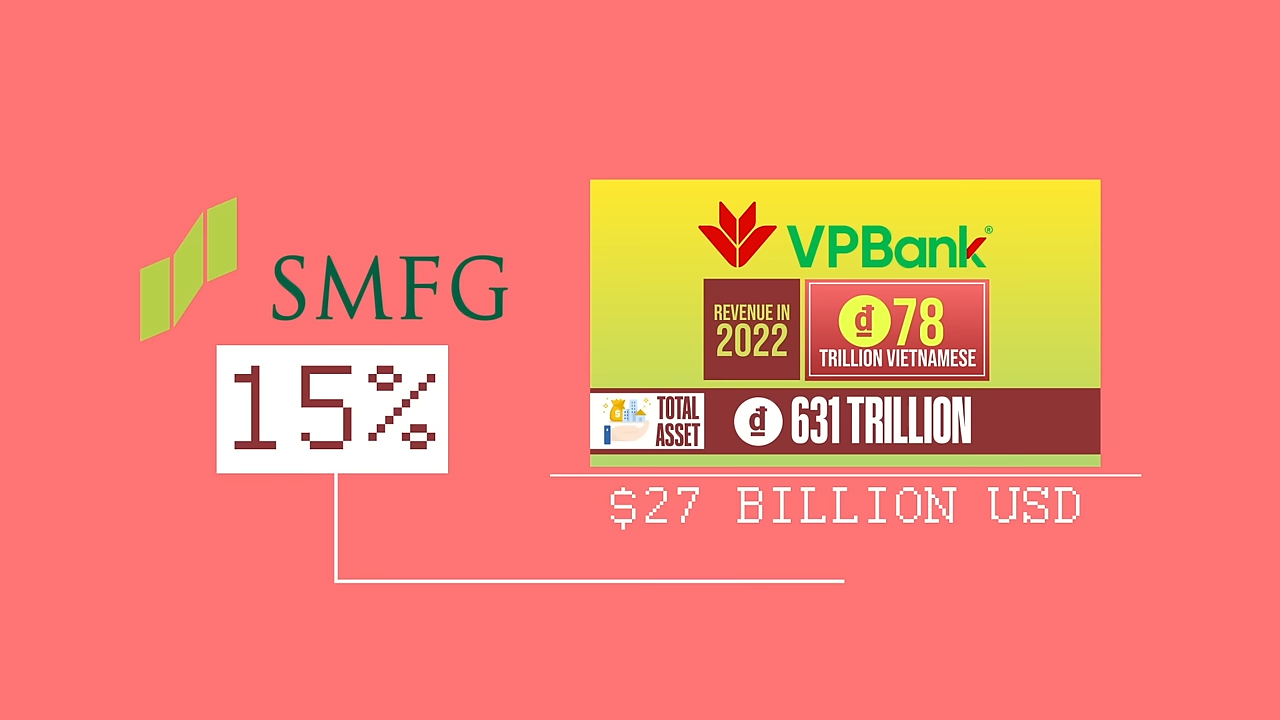 SMFG
15%
VPBank®
REVENUE IN
2022
đ 78
TRILLION VIETNAMESE
TOTAL
ASSET
đ 631 TRILLION
$27 BILLION USD